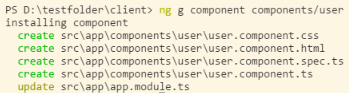 PS D:\testfolder\client> ng g component components/user
installing component
  create src\app\components\user\user.component.css
  create src\app\components\user\user.component.html
  create src\app\components\user\user.component.spec.ts
  create src\app\components\user\user.component.ts
  update src\app\app.module.ts